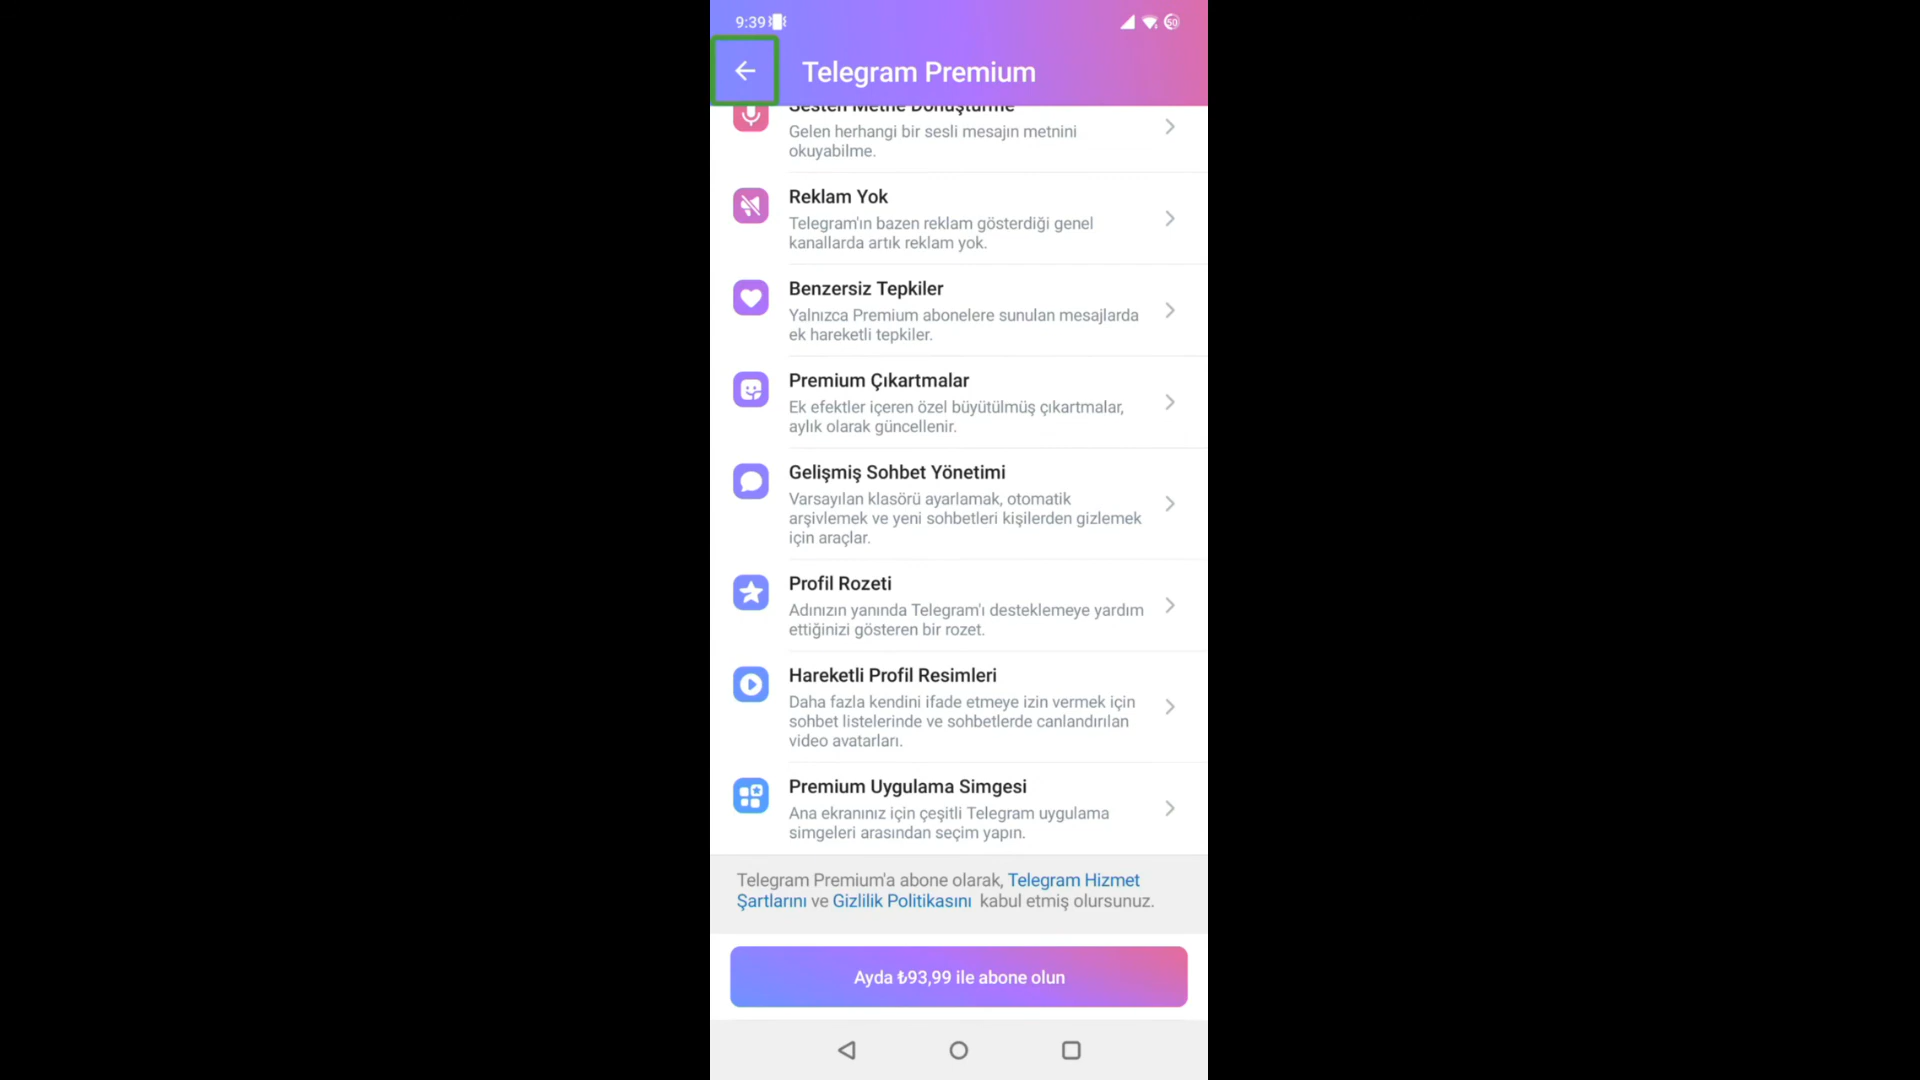 9:39
50
Telegram Premium
Sesten Metne Dönüştürme
Gelen herhangi bir sesli mesajın metnini
okuyabilme.
Reklam Yok
Telegram'ın bazen reklam gösterdiği genel
kanallarda artık reklam yok.
Benzersiz Tepkiler
Yalnızca Premium abonelere sunulan mesajlarda
ek hareketli tepkiler.
Premium Çıkartmalar
Ek efektler içeren özel büyütülmüş çıkartmalar,
aylık olarak güncellenir.
Gelişmiş Sohbet Yönetimi
Varsayılan klasörü ayarlamak, otomatik
arşivlemek ve yeni sohbetleri kişilerden gizlemek
için araçlar.
Profil Rozeti
Adınızın yanında Telegram'ı desteklemeye yardım
ettiğinizi gösteren bir rozet.
Hareketli Profil Resimleri
Daha fazla kendini ifade etmeye izin vermek için
sohbet listelerinde ve sohbetlerde canlandırılan
video avatarları.
Premium Uygulama Simgesi
Ana ekranınız için çeşitli Telegram uygulama
simgeleri arasından seçim yapın.
Telegram Premium'a abone olarak, Telegram Hizmet
Şartlarını ve Gizlilik Politikasını kabul etmiş olursunuz.
Ayda ₺93,99 ile abone olun